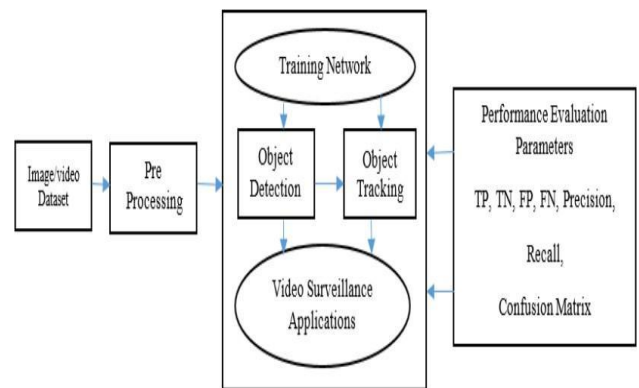 Image/video
Dataset
Pre
Processing
Training Network
Object
Detection
Object
Tracking
Video Surveillance
Applications
Performance Evaluation
Parameters
TP, TN, FP, FN, Precision,
Recall,
Confusion Matrix